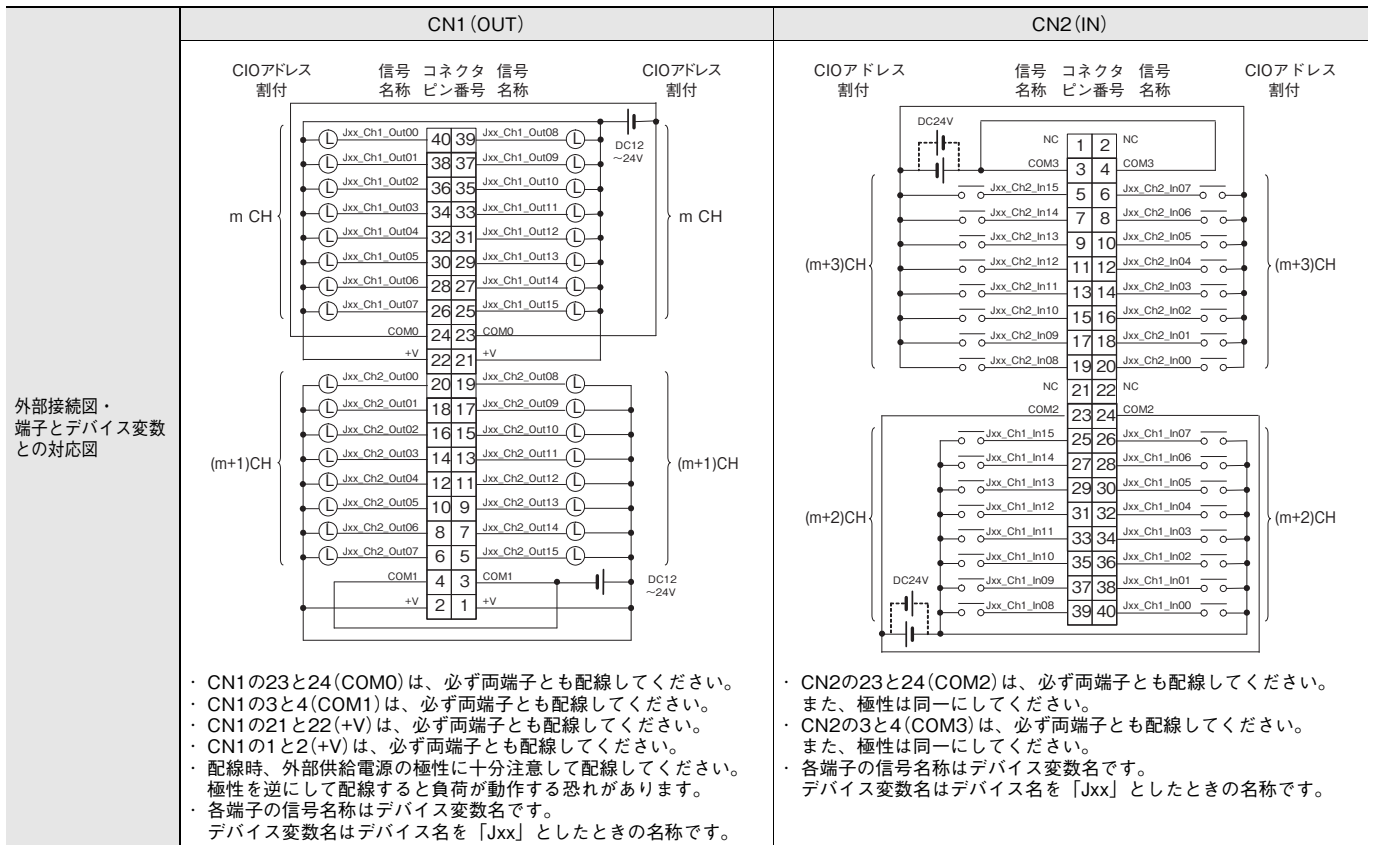 CN1(OUT)
CN2(IN)
外部接続図・
端子とデバイス変数
との対応図
CIOアドレス 信号 コネクタ 信号 CIOアドレス
割付 名称 ピン番号 名称 割付
DC12
～24V
Jxx_Ch1_Out00 40 39 Jxx_Ch1_Out08
Jxx_Ch1_Out01 38 37 Jxx_Ch1_Out09
Jxx_Ch1_Out02 36 35 Jxx_Ch1_Out10
Jxx_Ch1_Out03 34 33 Jxx_Ch1_Out11
m CH m CH
Jxx_Ch1_Out04 32 31 Jxx_Ch1_Out12
Jxx_Ch1_Out05 30 29 Jxx_Ch1_Out13
Jxx_Ch1_Out06 28 27 Jxx_Ch1_Out14
Jxx_Ch1_Out07 26 25 Jxx_Ch1_Out15
COM0 24 23 COM0
+V 22 21 +V
Jxx_Ch2_Out00 20 19 Jxx_Ch2_Out08
Jxx_Ch2_Out01 18 17 Jxx_Ch2_Out09
Jxx_Ch2_Out02 16 15 Jxx_Ch2_Out10
Jxx_Ch2_Out03 14 13 Jxx_Ch2_Out11
(m+1)CH (m+1)CH
Jxx_Ch2_Out04 12 11 Jxx_Ch2_Out12
Jxx_Ch2_Out05 10 9 Jxx_Ch2_Out13
Jxx_Ch2_Out06 8 7 Jxx_Ch2_Out14
Jxx_Ch2_Out07 6 5 Jxx_Ch2_Out15
COM1 4 3 COM1 DC12
～24V
+V 2 1 +V
・ CN1の23と24(COM0)は、必ず両端子とも配線してください。
・ CN1の3と4(COM1)は、必ず両端子とも配線してください。
・ CN1の21と22(+V)は、必ず両端子とも配線してください。
・ CN1の1と2(+V)は、必ず両端子とも配線してください。
・ 配線時、外部供給電源の極性に十分注意して配線してください。
極性を逆にして配線すると負荷が動作する恐れがあります。
・ 各端子の信号名称はデバイス変数名です。
デバイス変数名はデバイス名を「Jxx」としたときの名称です。
CIOアドレス 信号 コネクタ 信号 CIOアドレス
割付 名称 ピン番号 名称 割付
DC24V
NC 1 2 NC
COM3 3 4 COM3
Jxx_Ch2_In15 5 6 Jxx_Ch2_In07
Jxx_Ch2_In14 7 8 Jxx_Ch2_In06
Jxx_Ch2_In13 9 10 Jxx_Ch2_In05
(m+3)CH Jxx_Ch2_In12 11 12 Jxx_Ch2_In04 (m+3)CH
Jxx_Ch2_In11 13 14 Jxx_Ch2_In03
Jxx_Ch2_In10 15 16 Jxx_Ch2_In02
Jxx_Ch2_In09 17 18 Jxx_Ch2_In01
Jxx_Ch2_In08 19 20 Jxx_Ch2_In00
NC 21 22 NC
COM2 23 24 COM2
Jxx_Ch1_In15 25 26 Jxx_Ch1_In07
Jxx_Ch1_In14 27 28 Jxx_Ch1_In06
Jxx_Ch1_In13 29 30 Jxx_Ch1_In05
(m+2)CH Jxx_Ch1_In12 31 32 Jxx_Ch1_In04 (m+2)CH
Jxx_Ch1_In11 33 34 Jxx_Ch1_In03
Jxx_Ch1_In10 35 36 Jxx_Ch1_In02
DC24V Jxx_Ch1_In09 37 38 Jxx_Ch1_In01
Jxx_Ch1_In08 39 40 Jxx_Ch1_In00
・ CN2の23と24(COM2)は、必ず両端子とも配線してください。
また、極性は同一にしてください。
・ CN2の3と4(COM3)は、必ず両端子とも配線してください。
また、極性は同一にしてください。
・ 各端子の信号名称はデバイス変数名です。
デバイス変数名はデバイス名を「Jxx」としたときの名称です。